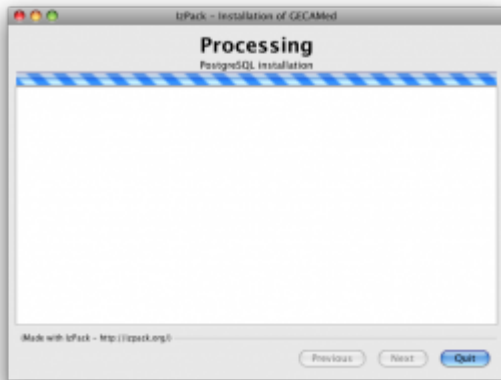 IzPack - Installation of GECAMed
Processing
PostgreSQL installation
(Made with IzPack - http://izpack.org/)
Previous
Next
Quit